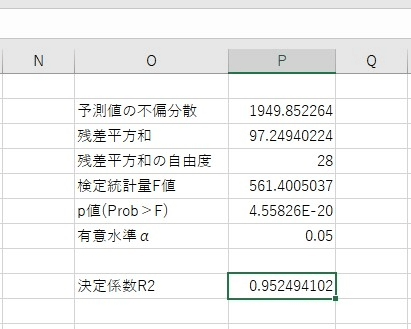 N O P Q
予測値の不偏分散 1949.852264
残差平方和 97.24940224
残差平方和の自由度 28
検定統計量F値 561.4005037
p値(Prob＞F) 4.55826E-20
有意水準α 0.05
決定係数R2 0.952494102